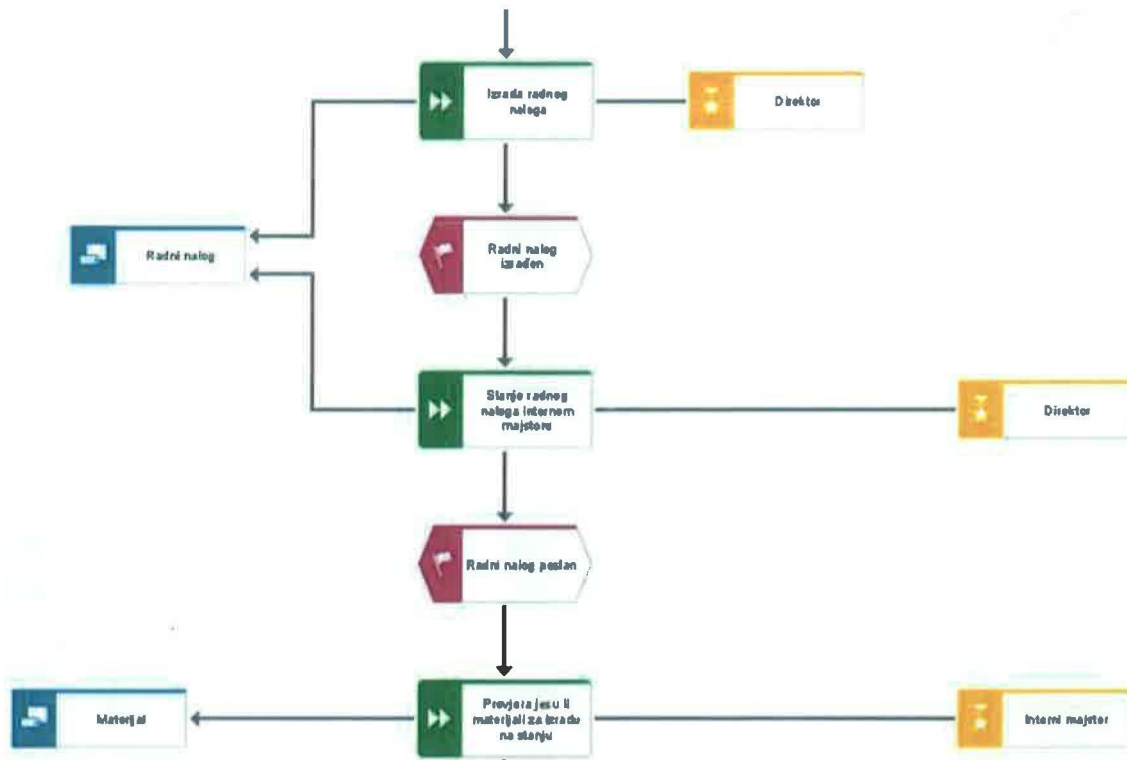 Izrada radnog
naloga
Direktor
Radni nalog
Radni nalog
izrađen
Slanje radnog
naloga internom
majstoru
Direktor
Radni nalog poslan
Materijal
Provjera jesu li
materijali za izradu
na stanju
Interni majstor